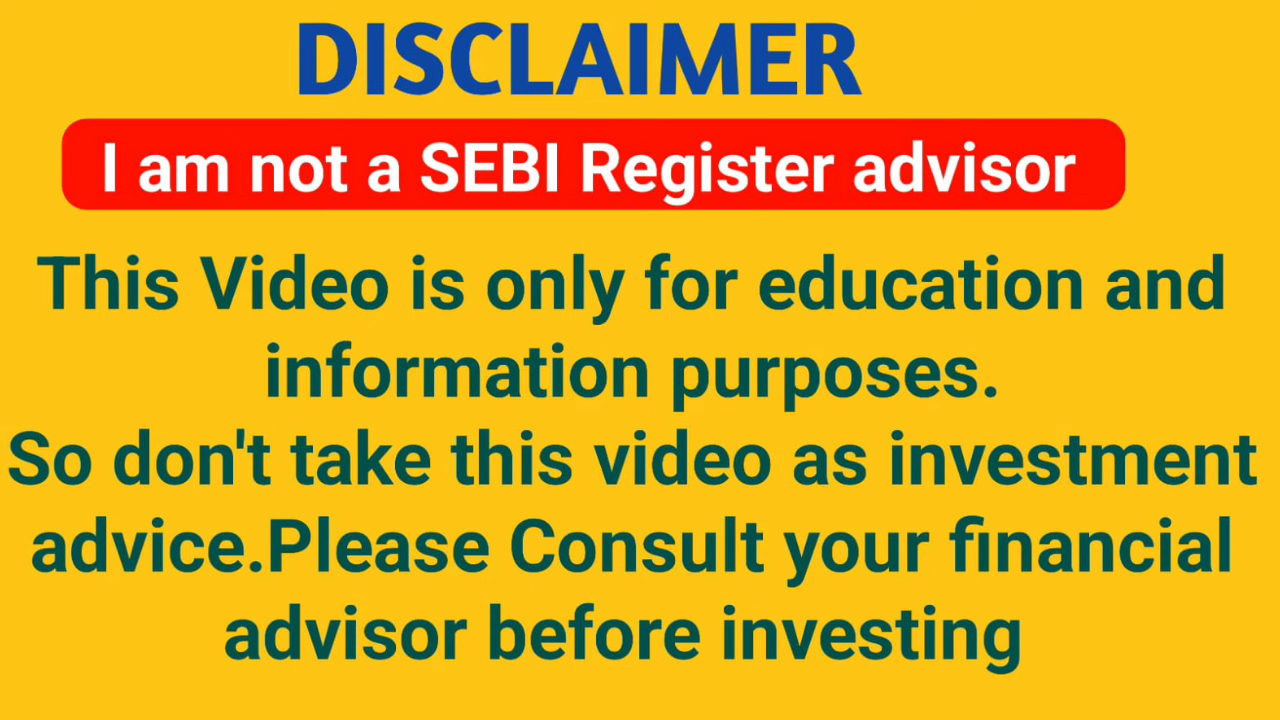 DISCLAIMER
I am not a SEBI Register advisor
This Video is only for education and
information purposes.
So don't take this video as investment
advice.Please Consult your financial
advisor before investing